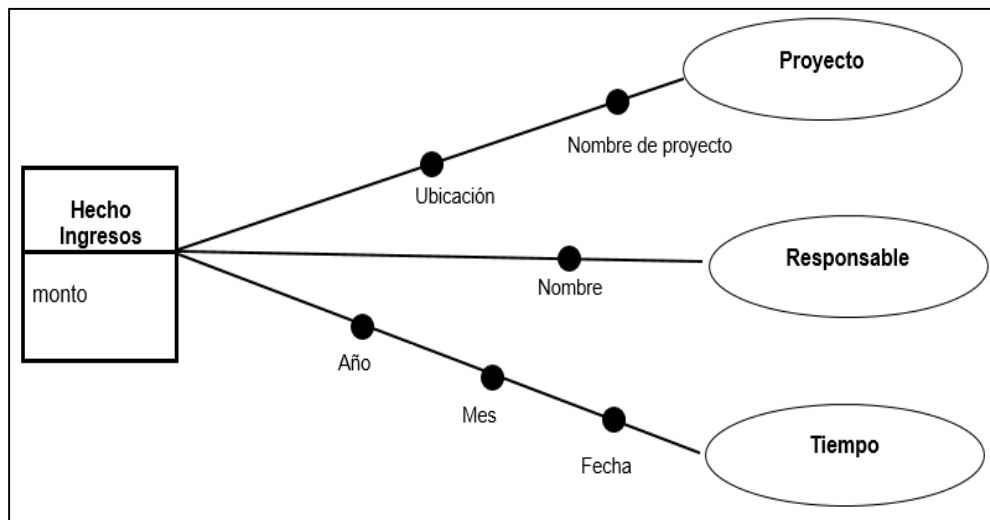 Proyecto
Nombre de proyecto
Ubicación
Hecho
Ingresos
monto
Responsable
Nombre
Año
Mes
Fecha
Tiempo